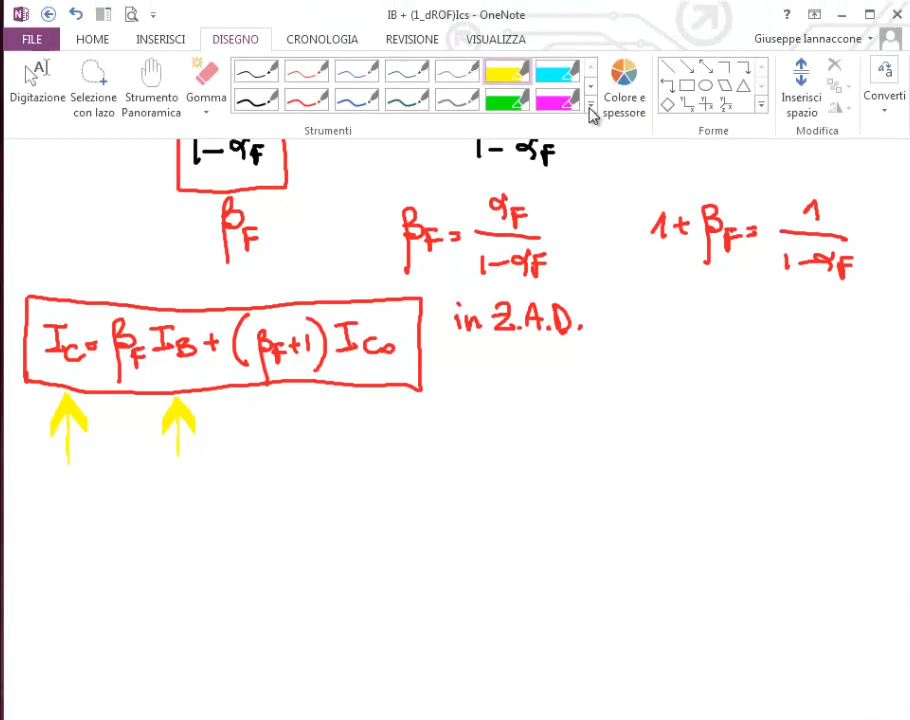 IB + (1_dROF)Ics - OneNote
FILE HOME INSERISCI DISEGNO CRONOLOGIA REVISIONE VISUALIZZA Giuseppe Iannaccone
Digitazione Selezione con lazo Strumento Panoramica Gomma Colore e spessore Inserisci spazio Converti
Strumenti Forme Modifica
1-αF 1-αF
βF βF = αF/(1-αF) 1+βF = 1/(1-αF)
IC = βF IB + (βF+1) ICo in Z.A.D.